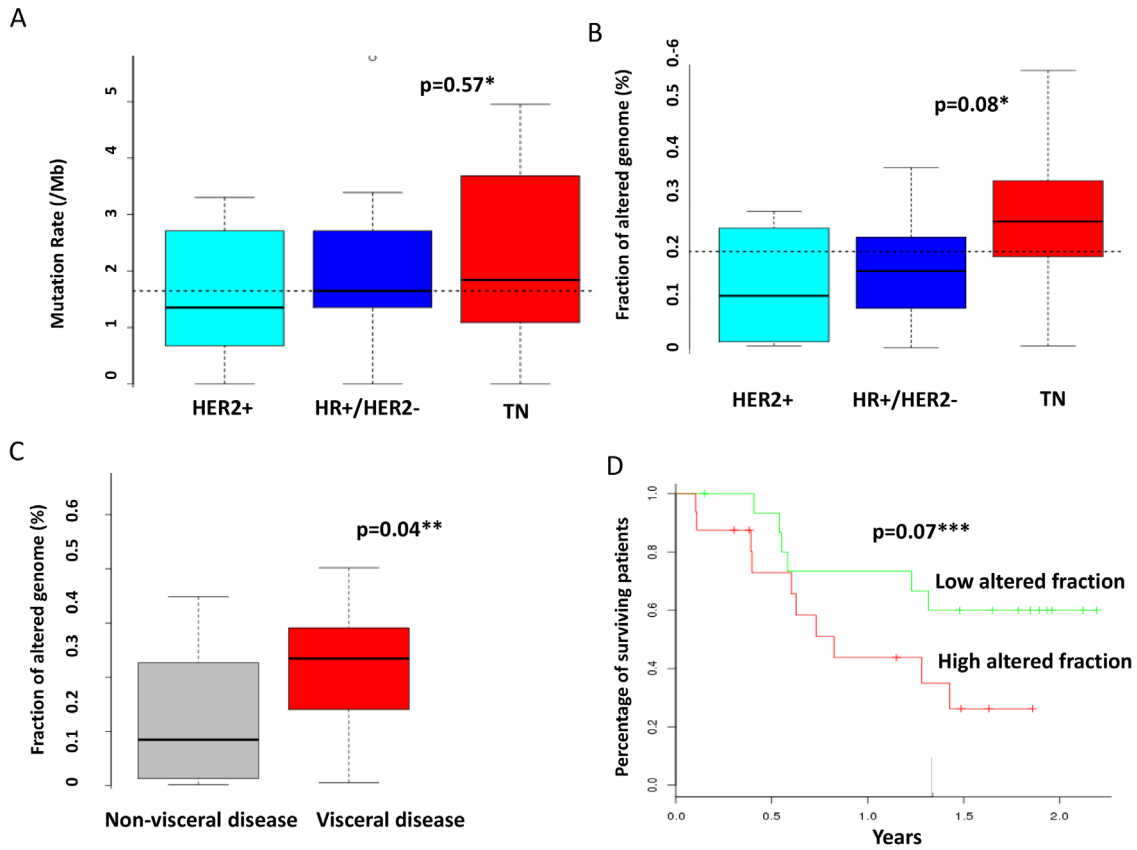 A
Mutation Rate (/Mb)
5
4
3
2
1
0
p=0.57*
HER2+
HR+/HER2-
TN
B
Fraction of altered genome (%)
0.-6
0.5
0.4
0.3
0.2
0.1
0
p=0.08*
HER2+
HR+/HER2-
TN
C
Fraction of altered genome (%)
0.6
0.5
0.4
0.3
0.2
0.1
0
p=0.04**
Non-visceral disease
Visceral disease
D
Percentage of surviving patients
1.0
0.8
0.6
0.4
0.2
0.0
p=0.07***
Low altered fraction
High altered fraction
0.0
0.5
1.0
1.5
2.0
Years